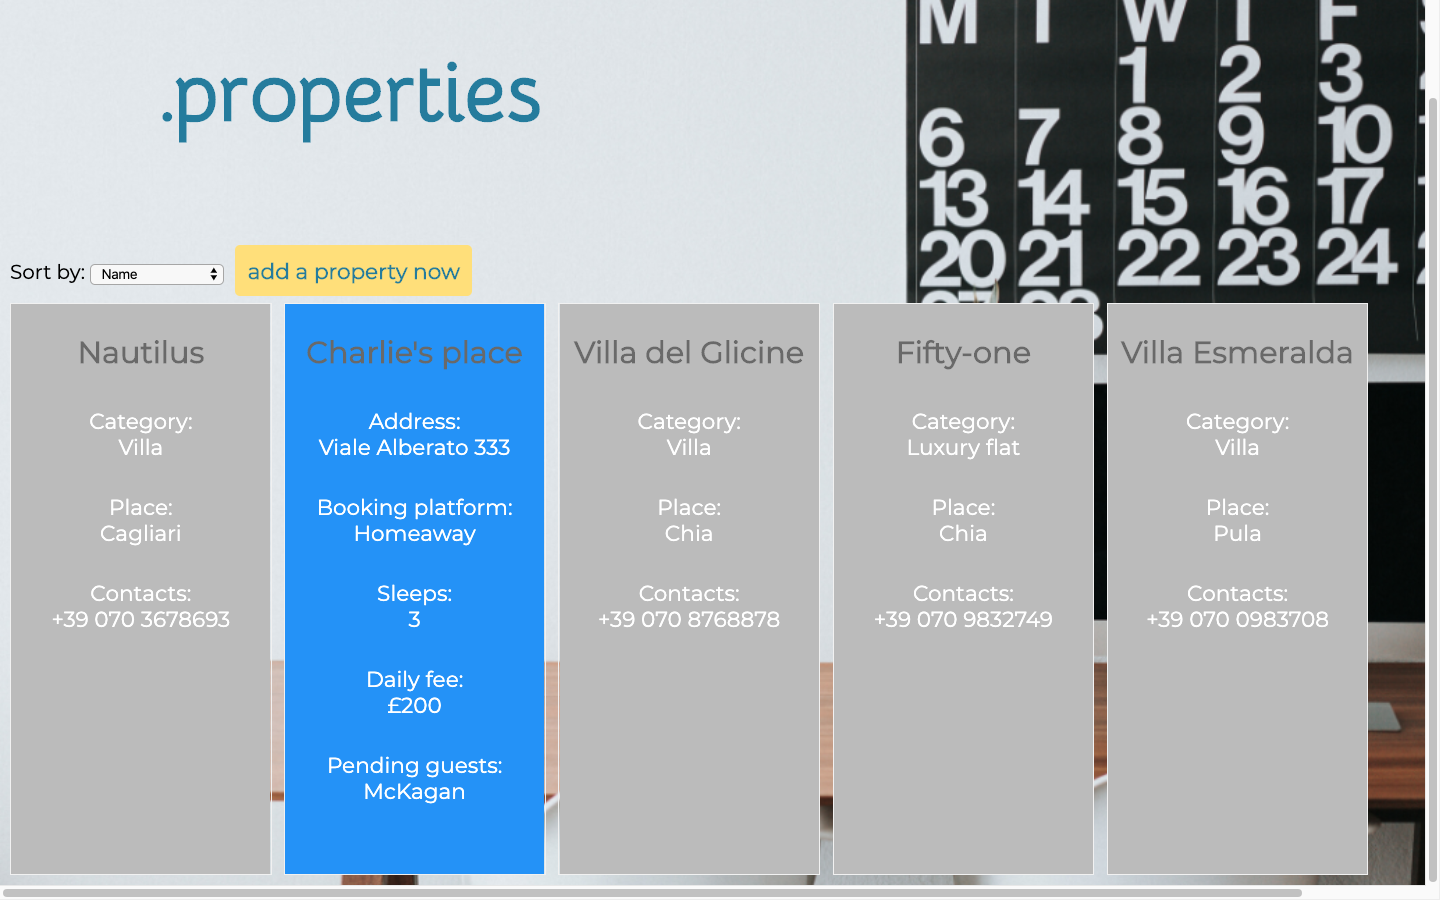 .properties
M T W T F S
1 2 3
6 7 8 9 10
13 14 15 16 17
20 21 22 23 24
Sort by: Name
add a property now
Nautilus
Category:
Villa
Place:
Cagliari
Contacts:
+39 070 3678693
Charlie's place
Address:
Viale Alberato 333
Booking platform:
Homeaway
Sleeps:
3
Daily fee:
£200
Pending guests:
McKagan
Villa del Glicine
Category:
Villa
Place:
Chia
Contacts:
+39 070 8768878
Fifty-one
Category:
Luxury flat
Place:
Chia
Contacts:
+39 070 9832749
Villa Esmeralda
Category:
Villa
Place:
Pula
Contacts:
+39 070 0983708